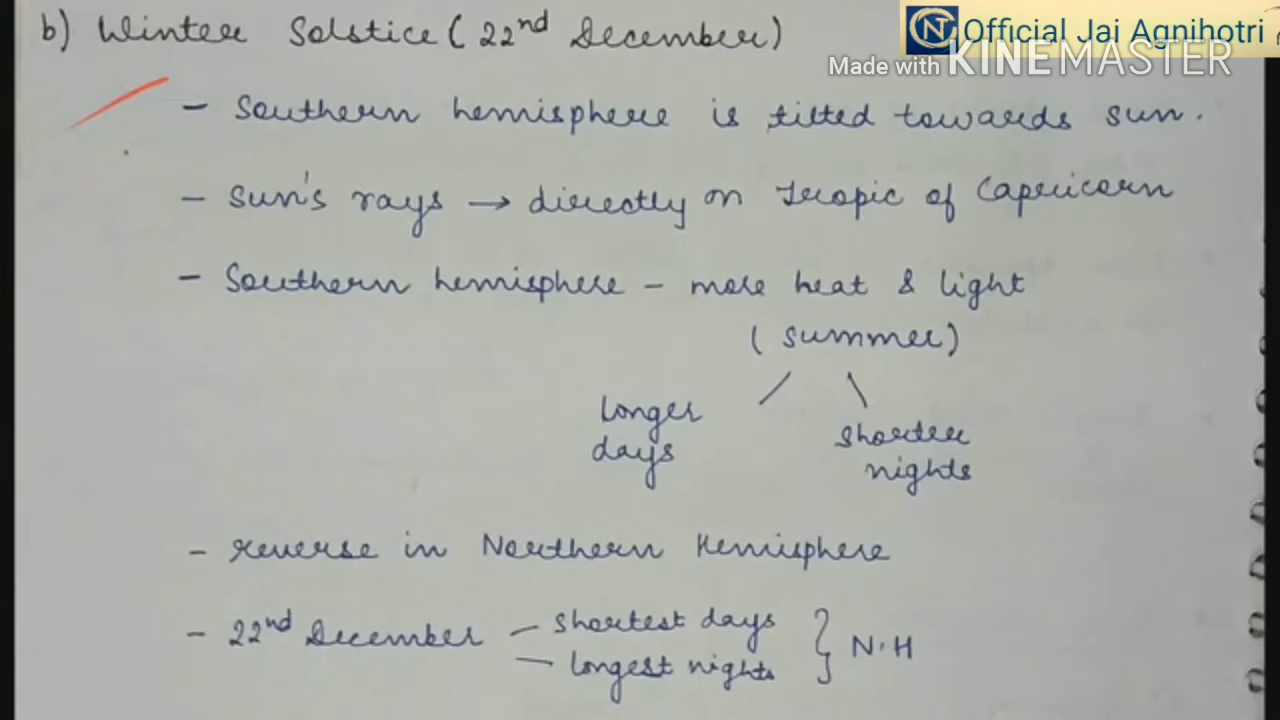 b) Winter Solstice (22nd December)
Official Jai Agnihotri
Made with KINEMASTER
- Southern hemisphere is tilted towards sun.
- Sun's rays → directly on Tropic of Capricorn
- Southern hemisphere - more heat & light
(summer)
longer days
shorter nights
- reverse in Northern Hemisphere
- 22nd December - shortest days
- longest nights } N.H